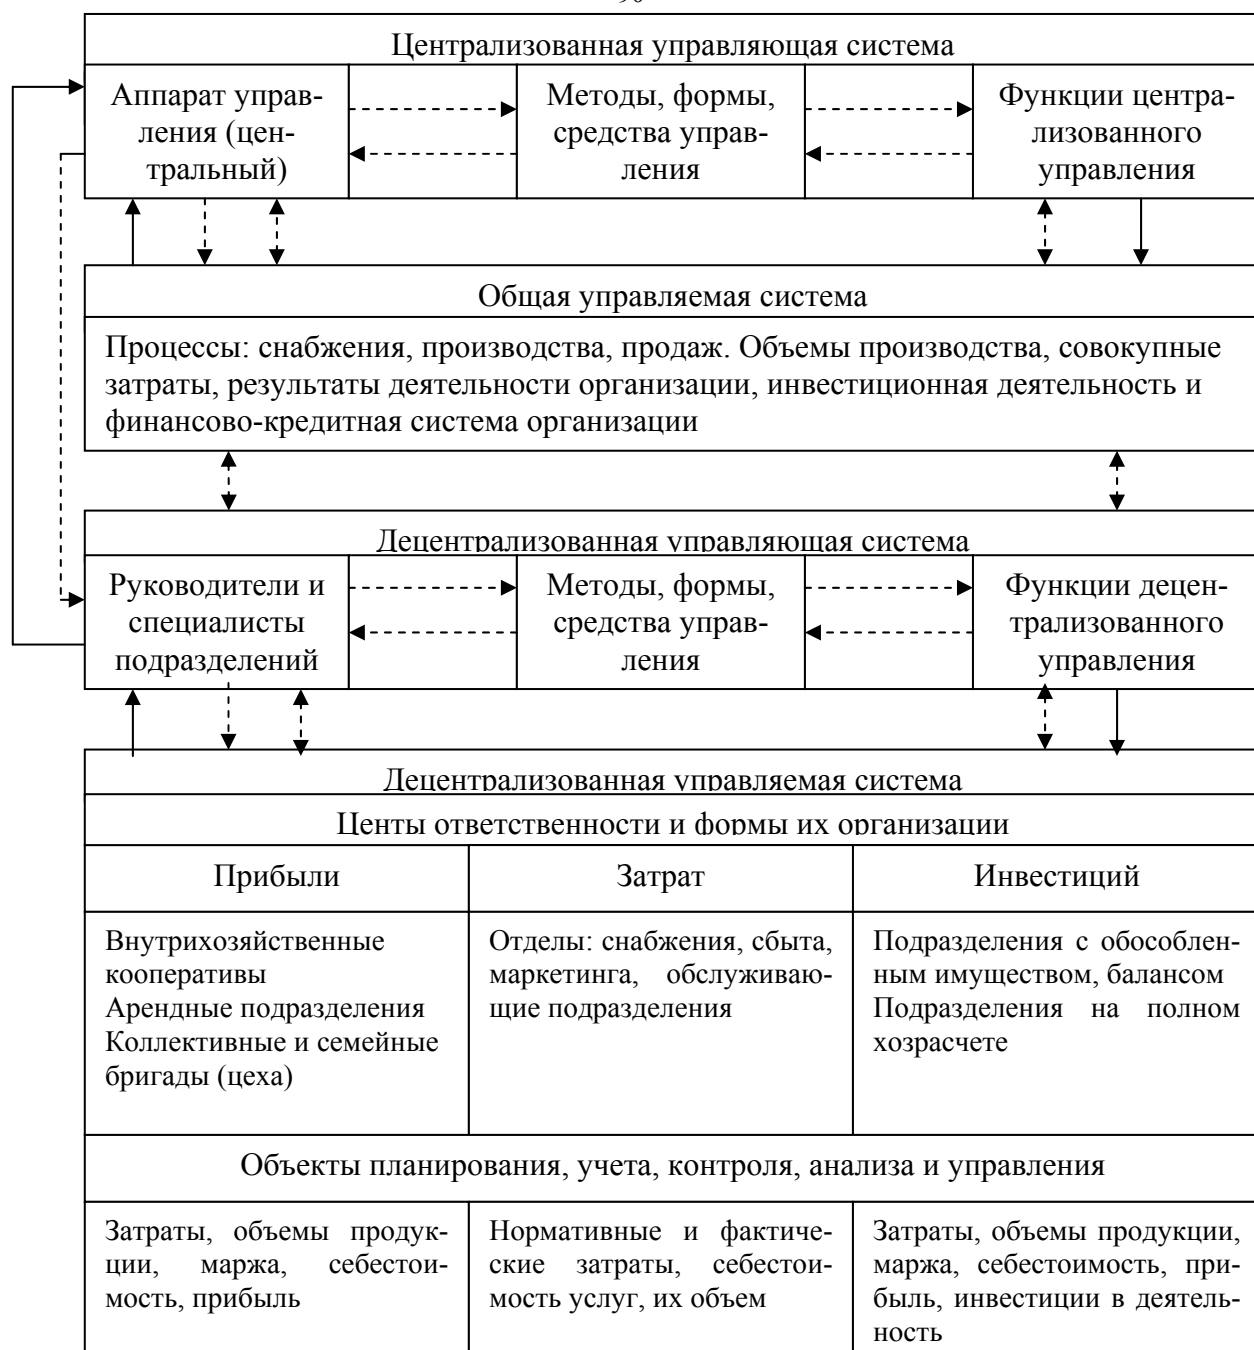 Централизованная управляющая система
Аппарат управ-
ления (цен-
тральный)
Методы, формы,
средства управ-
ления
Функции центра-
лизованного
управления
Общая управляемая система
Процессы: снабжения, производства, продаж. Объемы производства, совокупные
затраты, результаты деятельности организации, инвестиционная деятельность и
финансово-кредитная система организации
Децентрализованная управляющая система
Руководители и
специалисты
подразделений
Методы, формы,
средства управ-
ления
Функции децен-
трализованного
управления
Децентрализованная управляемая система
Центы ответственности и формы их организации
Прибыли
Затрат
Инвестиций
Внутрихозяйственные
кооперативы
Арендные подразделения
Коллективные и семейные
бригады (цеха)
Отделы: снабжения, сбыта,
маркетинга, обслуживаю-
щие подразделения
Подразделения с обособлен-
ным имуществом, балансом
Подразделения на полном
хозрасчете
Объекты планирования, учета, контроля, анализа и управления
Затраты, объемы продук-
ции, маржа, себестои-
мость, прибыль
Нормативные и фактиче-
ские затраты, себестои-
мость услуг, их объем
Затраты, объемы продукции,
маржа, себестоимость, при-
быль, инвестиции в деятель-
ность